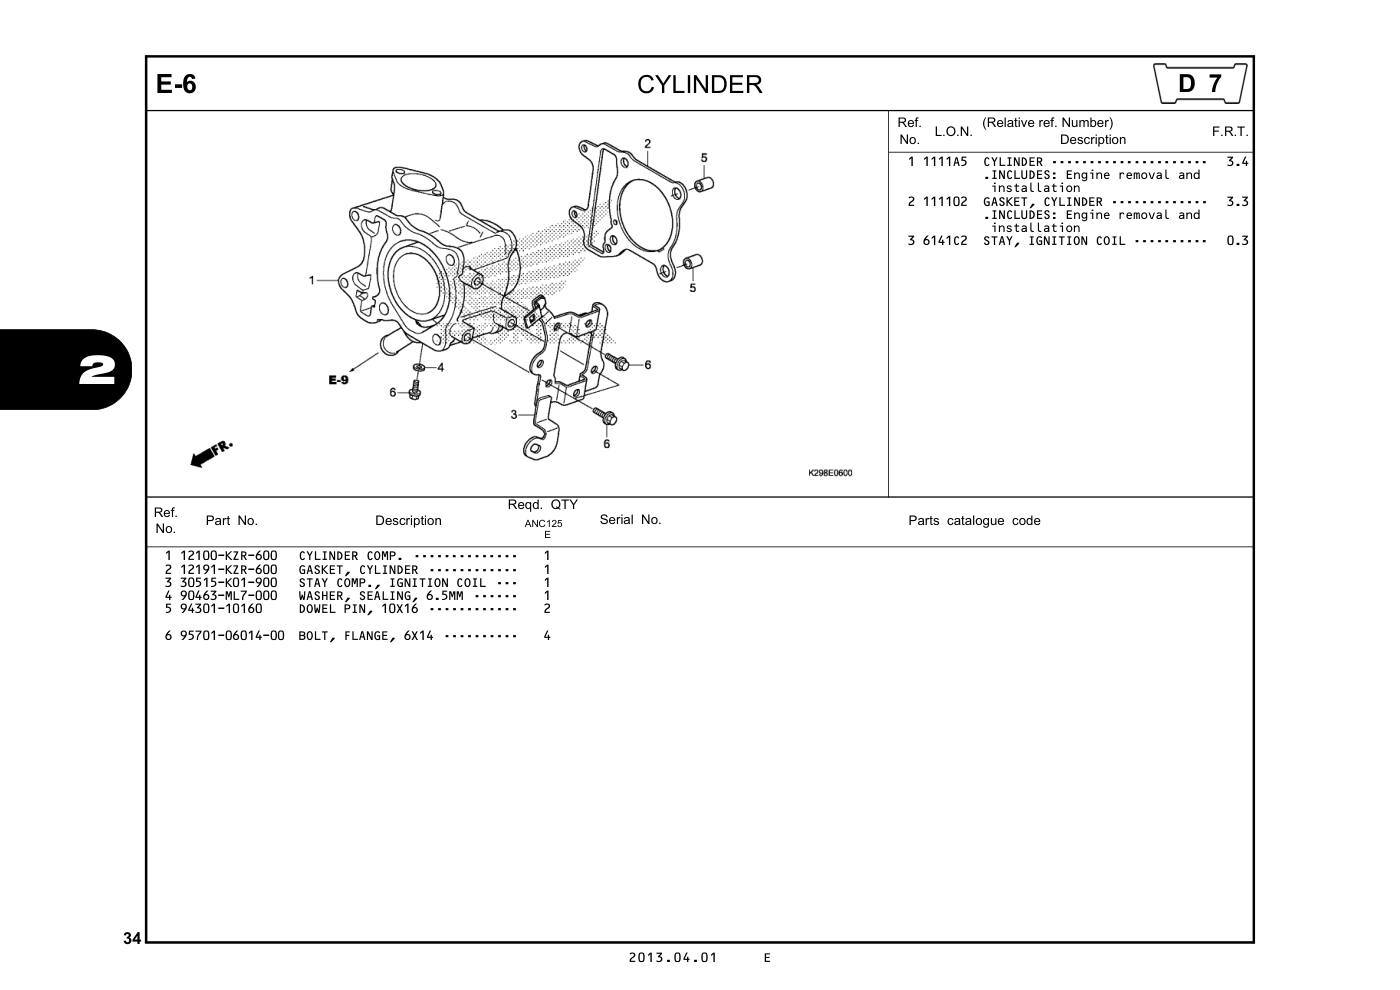 E-6 CYLINDER D 7
Ref. No. L.O.N. (Relative ref. Number) Description F.R.T.
1 1111A5 CYLINDER --------------------- 3.4
.INCLUDES: Engine removal and
installation
2 111102 GASKET, CYLINDER ------------- 3.3
.INCLUDES: Engine removal and
installation
3 6141C2 STAY, IGNITION COIL ---------- 0.3
2
5
1
5
6
4
E-9
6
3
6
FR.
K298E0600
2
Ref. No. Part No. Description Reqd. QTY ANC125 E Serial No. Parts catalogue code
1 12100-KZR-600 CYLINDER COMP. -------------- 1
2 12191-KZR-600 GASKET, CYLINDER ------------ 1
3 30515-K01-900 STAY COMP., IGNITION COIL --- 1
4 90463-ML7-000 WASHER, SEALING, 6.5MM ------ 1
5 94301-10160 DOWEL PIN, 10X16 ------------ 2
6 95701-06014-00 BOLT, FLANGE, 6X14 ---------- 4
34
2013.04.01 E